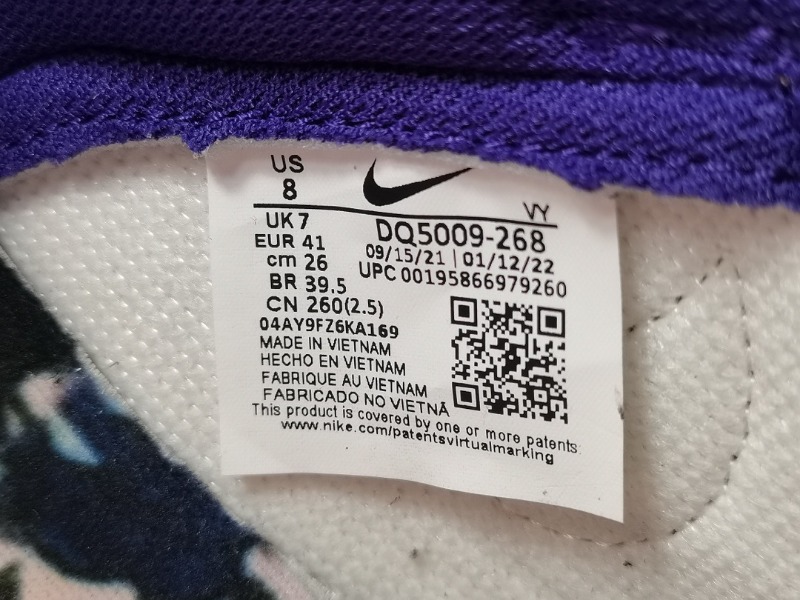 US
8
VY
UK 7
DQ5009-268
EUR 41
09/15/21 | 01/12/22
cm 26
UPC 00195866979260
BR 39.5
CN 260(2.5)
04AY9FZ6KA169
MADE IN VIETNAM
HECHO EN VIETNAM
FABRIQUE AU VIETNAM
FABRICADO NO VIETNÃ
This product is covered by one or more patents
www.nike.com/patentsvirtualmarking